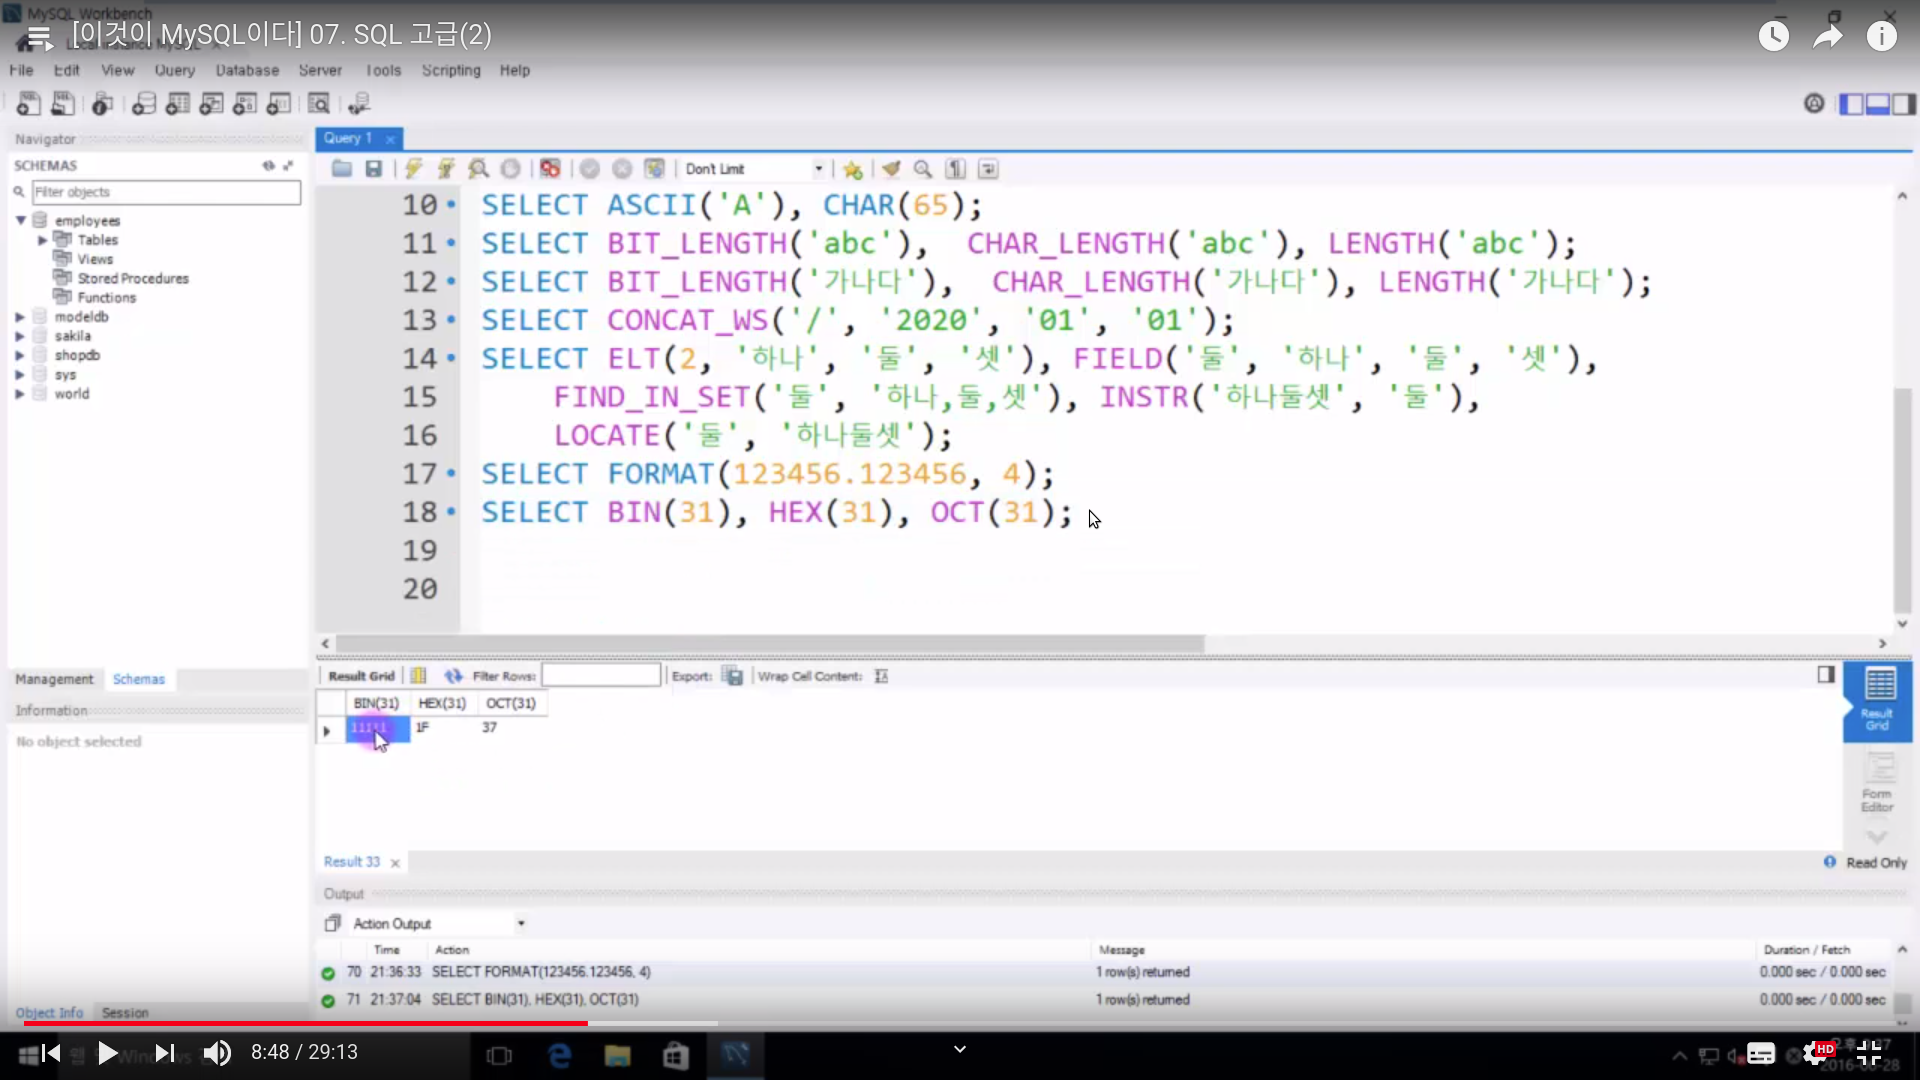 MySQL Workbench
[이것이 MySQL이다] 07. SQL 고급(2)
File Edit View Query Database Server Tools Scripting Help
Navigator
SCHEMAS
Filter objects
employees
Tables
Views
Stored Procedures
Functions
modeldb
sakila
shopdb
sys
world
Management Schemas
Information
No object selected
Object Info Session
Query 1
Don't Limit
10 SELECT ASCII('A'), CHAR(65);
11 SELECT BIT_LENGTH('abc'), CHAR_LENGTH('abc'), LENGTH('abc');
12 SELECT BIT_LENGTH('가나다'), CHAR_LENGTH('가나다'), LENGTH('가나다');
13 SELECT CONCAT_WS('/', '2020', '01', '01');
14 SELECT ELT(2, '하나', '둘', '셋'), FIELD('둘', '하나', '둘', '셋'),
15 FIND_IN_SET('둘', '하나,둘,셋'), INSTR('하나둘셋', '둘'),
16 LOCATE('둘', '하나둘셋');
17 SELECT FORMAT(123456.123456, 4);
18 SELECT BIN(31), HEX(31), OCT(31);
19
20
Result Grid Filter Rows: Export: Wrap Cell Content:
BIN(31) HEX(31) OCT(31)
11111 1F 37
Result Grid
Form Editor
Result 33
Read Only
Output
Action Output
Time Action Message Duration / Fetch
70 21:36:33 SELECT FORMAT(123456.123456, 4) 1 row(s) returned 0.000 sec / 0.000 sec
71 21:37:04 SELECT BIN(31), HEX(31), OCT(31) 1 row(s) returned 0.000 sec / 0.000 sec
8:48 / 29:13
HD